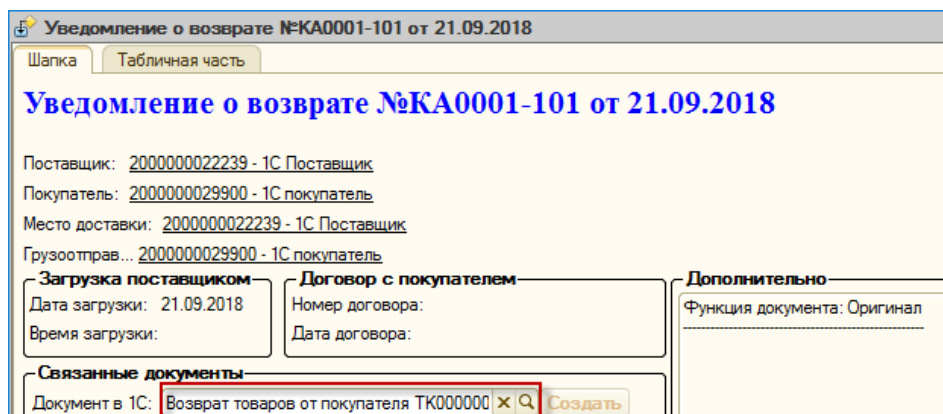 Уведомление о возврате №КА0001-101 от 21.09.2018
Шапка Табличная часть
Уведомление о возврате №КА0001-101 от 21.09.2018
Поставщик: 2000000022239 - 1С Поставщик
Покупатель: 2000000029900 - 1С покупатель
Место доставки: 2000000022239 - 1С Поставщик
Грузоотправ... 2000000029900 - 1С покупатель
Загрузка поставщиком Договор с покупателем Дополнительно
Дата загрузки: 21.09.2018 Номер договора: Функция документа: Оригинал
Время загрузки: Дата договора:
Связанные документы
Документ в 1С: Возврат товаров от покупателя ТК000000 Создать